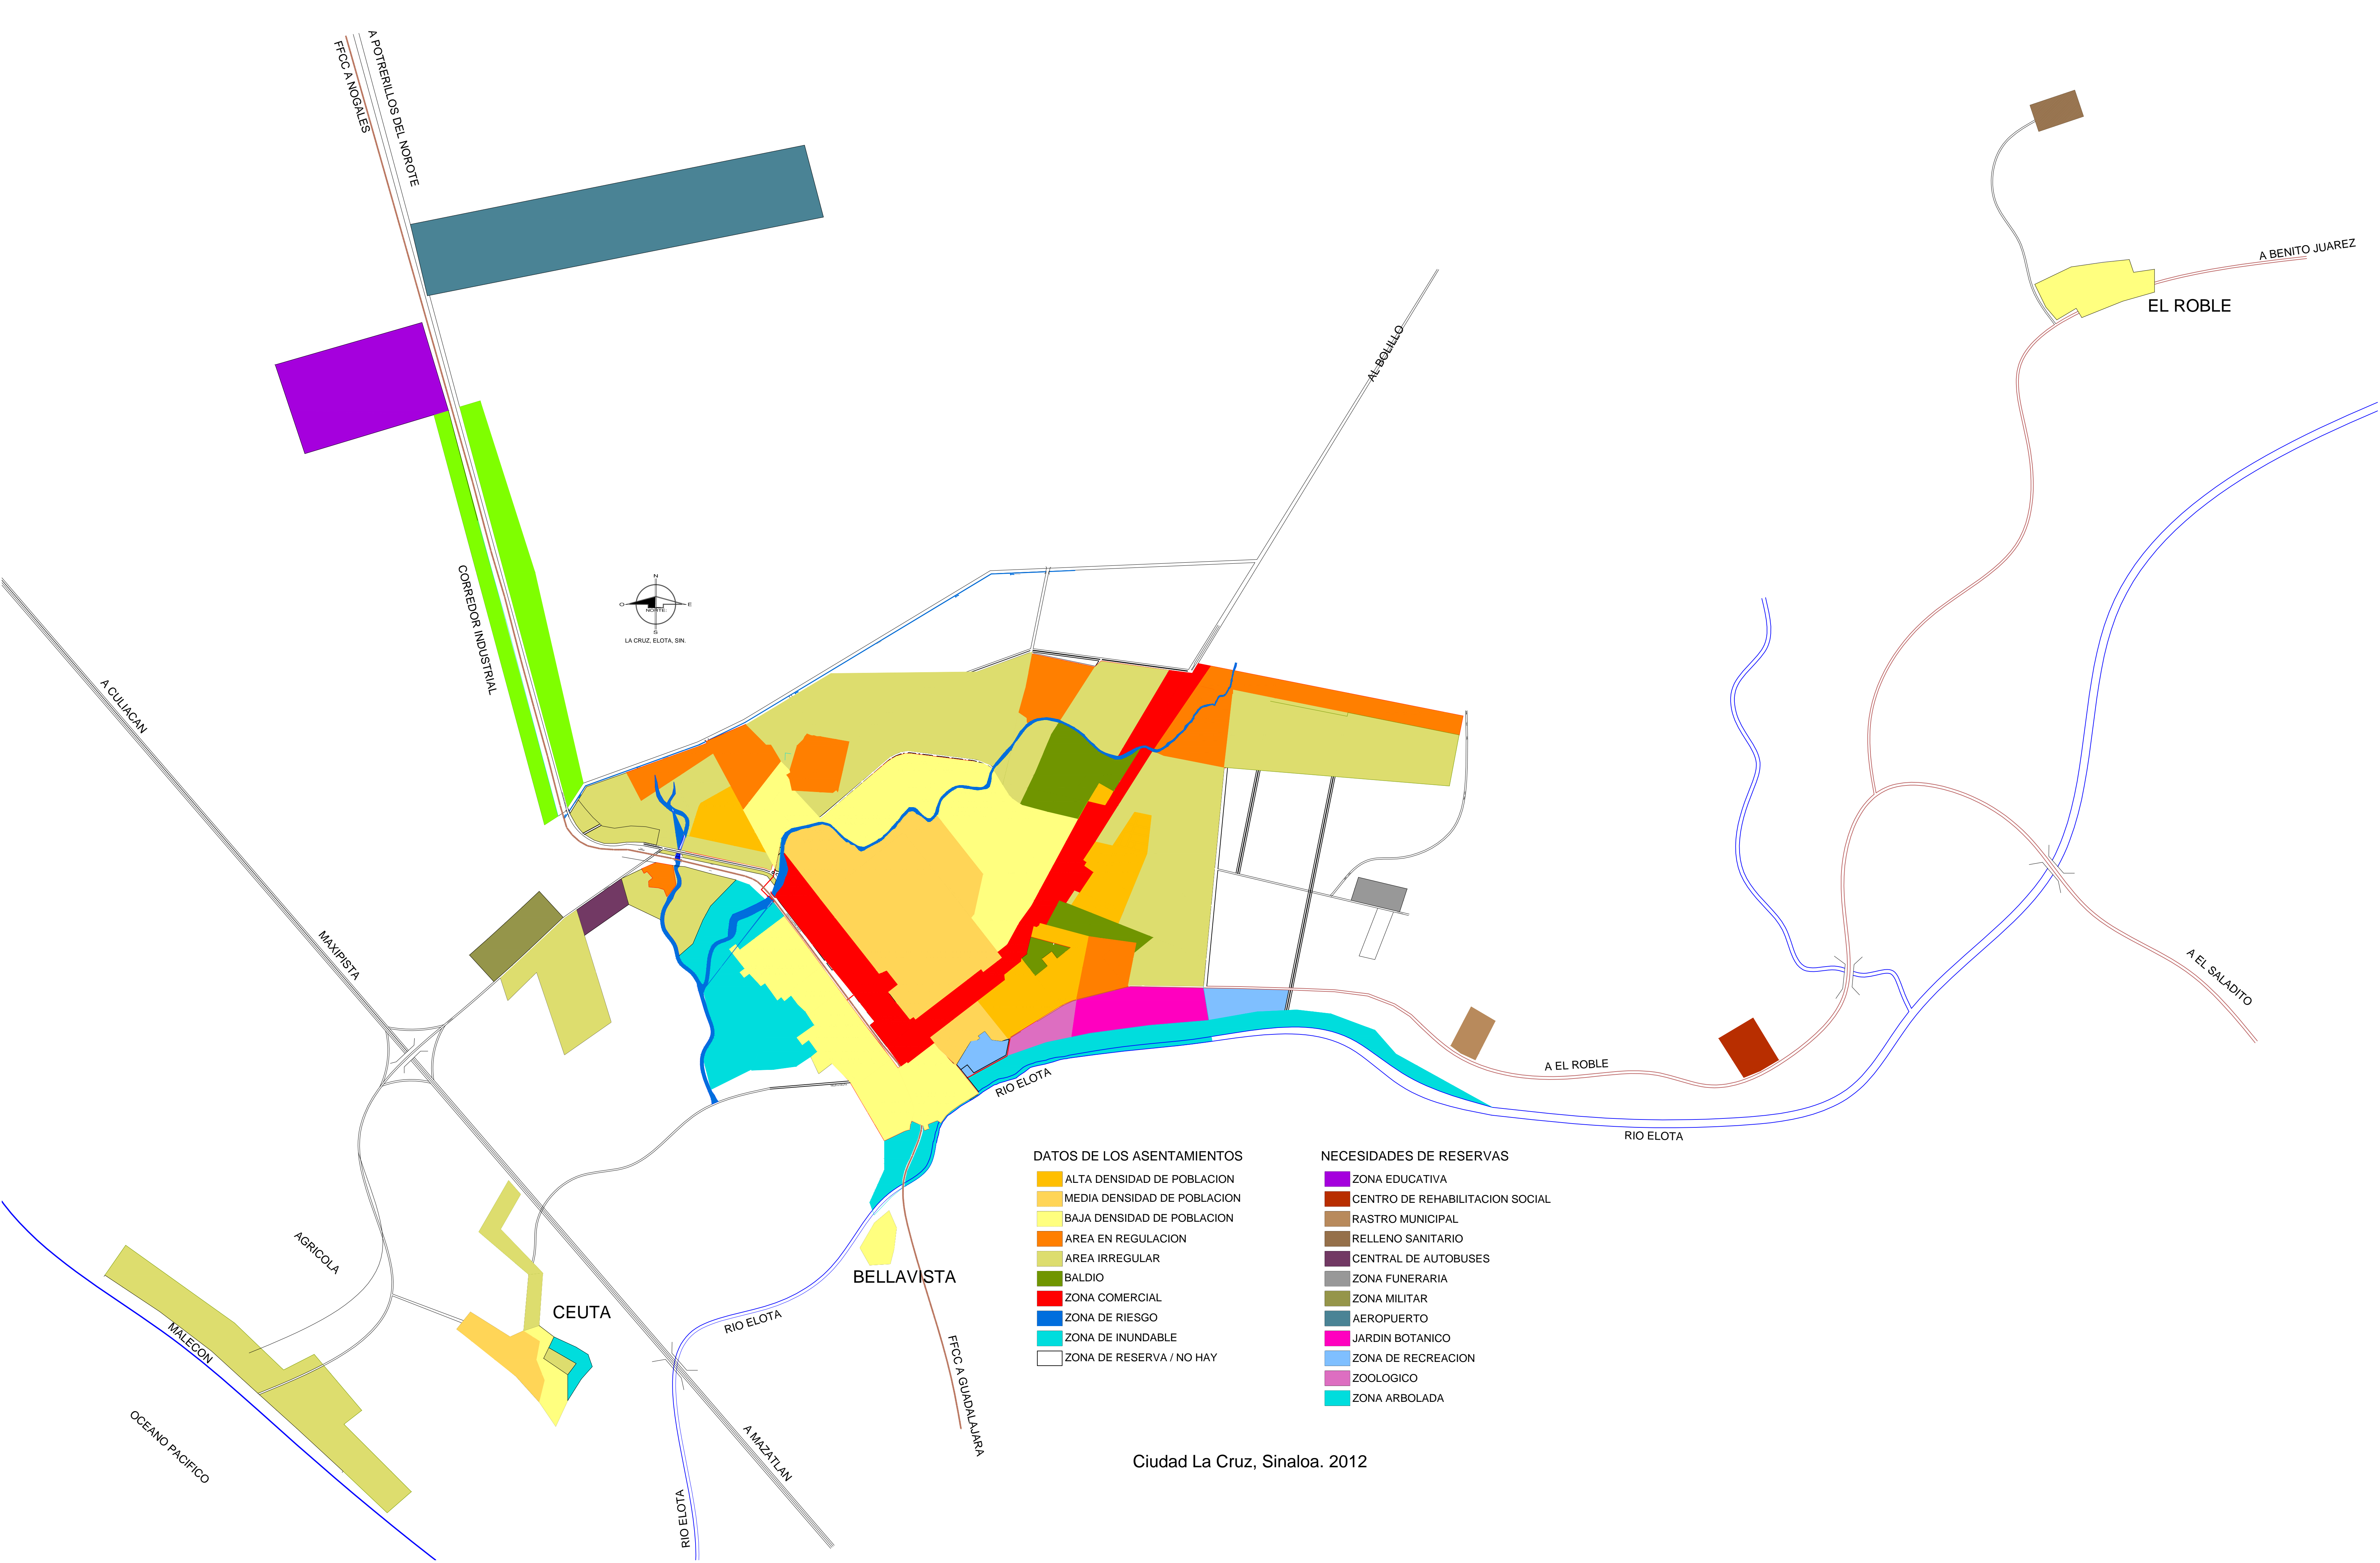 A POTRERILLOS DEL NOROTE
FFCC A NOGALES
A BENITO JUAREZ
EL ROBLE
AL BOLILLO
CORREDOR INDUSTRIAL
N
O
E
NORTE:
S
LA CRUZ, ELOTA, SIN.
A CULIACAN
MAXIPISTA
A EL SALADITO
A EL ROBLE
RIO ELOTA
RIO ELOTA
AGRICOLA
MALECON
OCEANO PACIFICO
CEUTA
BELLAVISTA
RIO ELOTA
RIO ELOTA
FFCC A GUADALAJARA
A MAZATLAN
DATOS DE LOS ASENTAMIENTOS
ALTA DENSIDAD DE POBLACION
MEDIA DENSIDAD DE POBLACION
BAJA DENSIDAD DE POBLACION
AREA EN REGULACION
AREA IRREGULAR
BALDIO
ZONA COMERCIAL
ZONA DE RIESGO
ZONA DE INUNDABLE
ZONA DE RESERVA / NO HAY
NECESIDADES DE RESERVAS
ZONA EDUCATIVA
CENTRO DE REHABILITACION SOCIAL
RASTRO MUNICIPAL
RELLENO SANITARIO
CENTRAL DE AUTOBUSES
ZONA FUNERARIA
ZONA MILITAR
AEROPUERTO
JARDIN BOTANICO
ZONA DE RECREACION
ZOOLOGICO
ZONA ARBOLADA
Ciudad La Cruz, Sinaloa. 2012